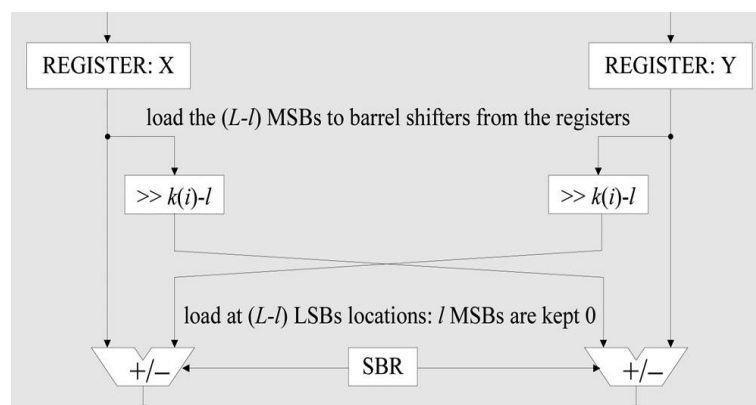 REGISTER: X
REGISTER: Y
load the (L-l) MSBs to barrel shifters from the registers
>> k(i)-l
>> k(i)-l
load at (L-l) LSBs locations: l MSBs are kept 0
+/–
SBR
+/–